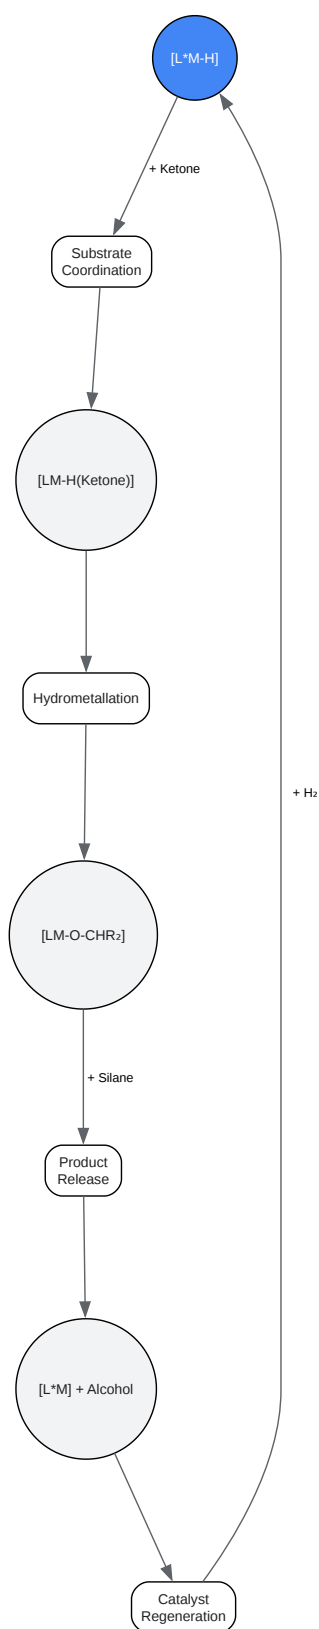 [L*M-H]
+ Ketone
Substrate
Coordination
[LM-H(Ketone)]
Hydrometallation
+ H₂
[LM-O-CHR₂]
+ Silane
Product
Release
[L*M] + Alcohol
Catalyst
Regeneration